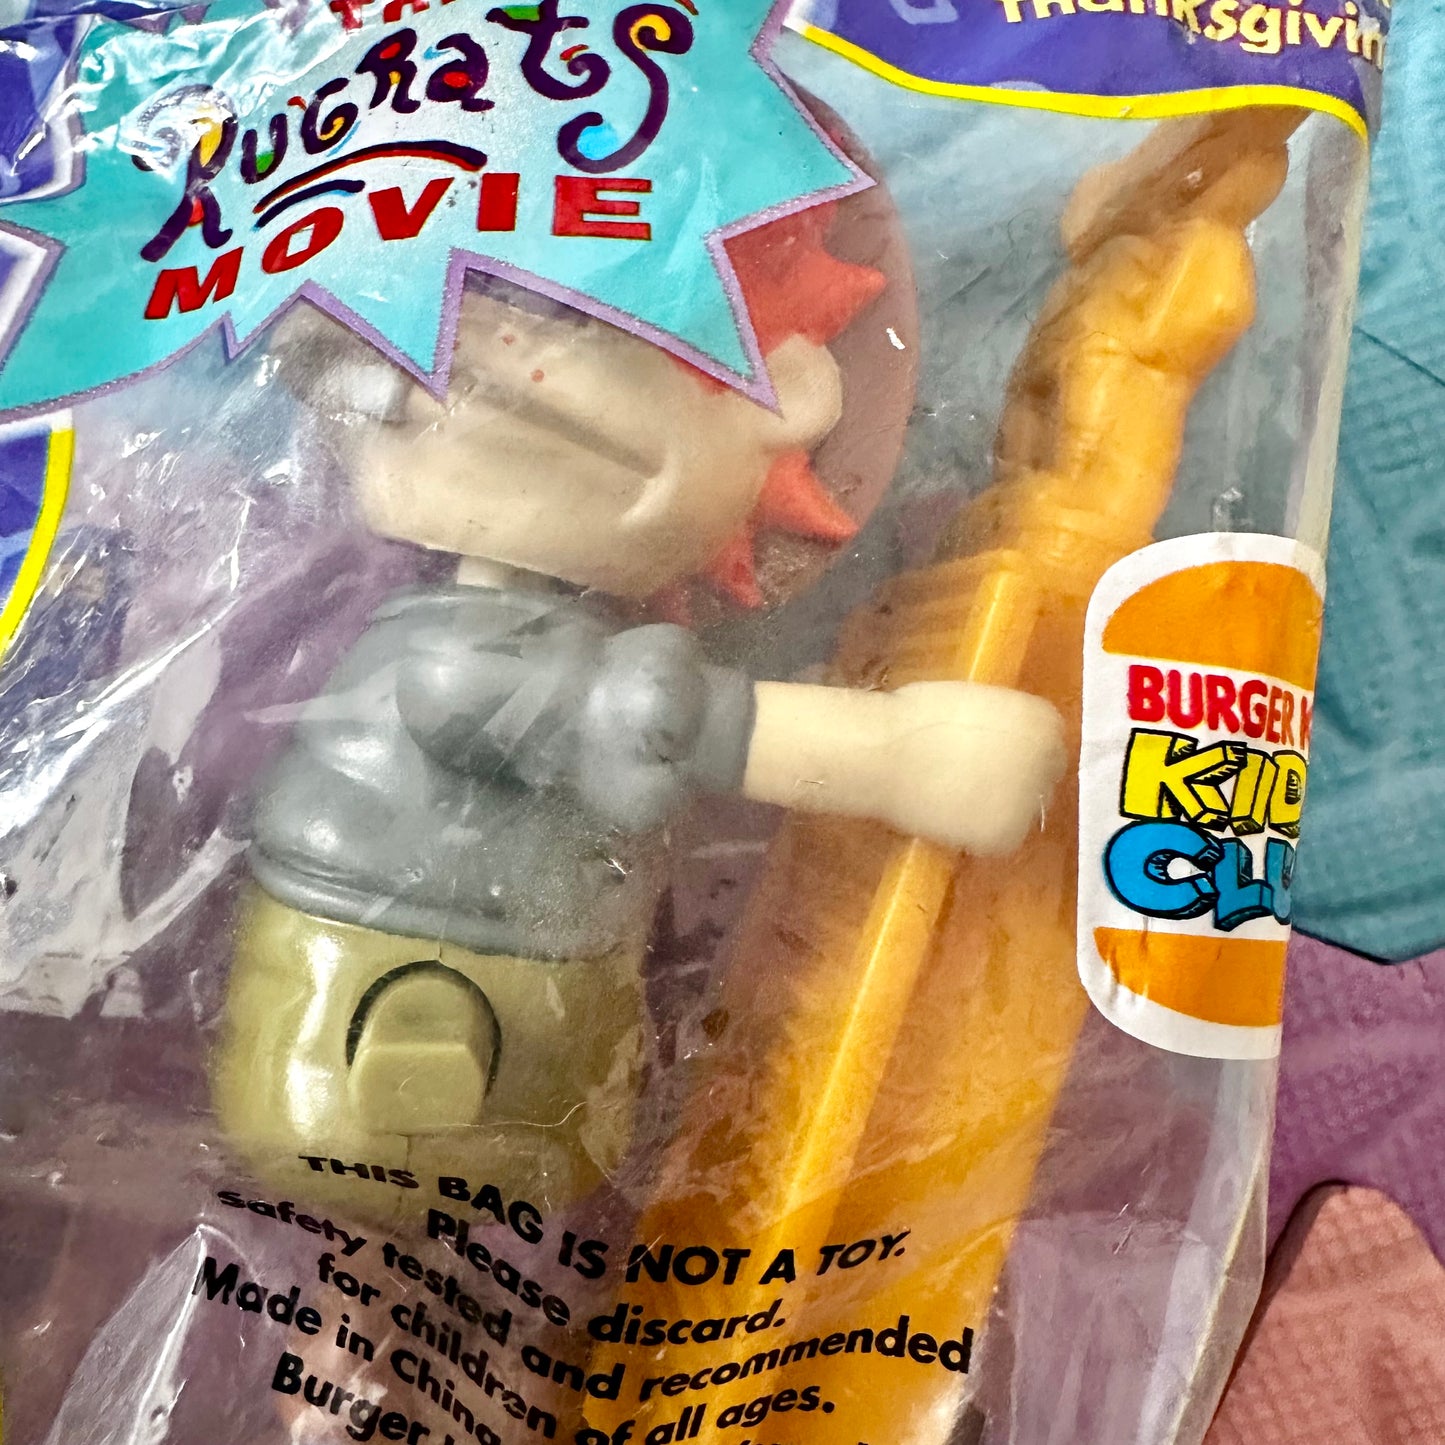 Rugrats
MOVIE
Thanksgivin
BURGER K
KID
CLU
THIS BAG IS NOT A TOY.
Please discard.
Safety tested and recommended
for children of all ages.
Made in China
Burger